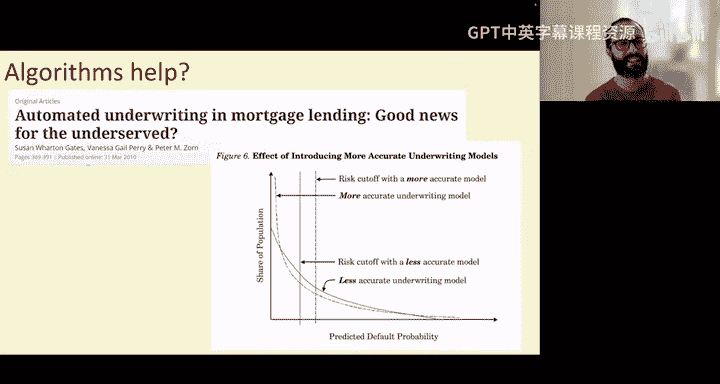 GPT中英字幕课程资源
Algorithms help?
Original Articles
Automated underwriting in mortgage lending: Good news
for the underserved?
Susan Wharton Gates, Vanessa Gail Perry & Peter M. Zorn
Pages 369-391 | Published online: 31 Mar 2010
Figure 6. Effect of Introducing More Accurate Underwriting Models
Risk cutoff with a more accurate model
More accurate underwriting model
Share of Population
Risk cutoff with a less accurate model
Less accurate underwriting model
Predicted Default Probability